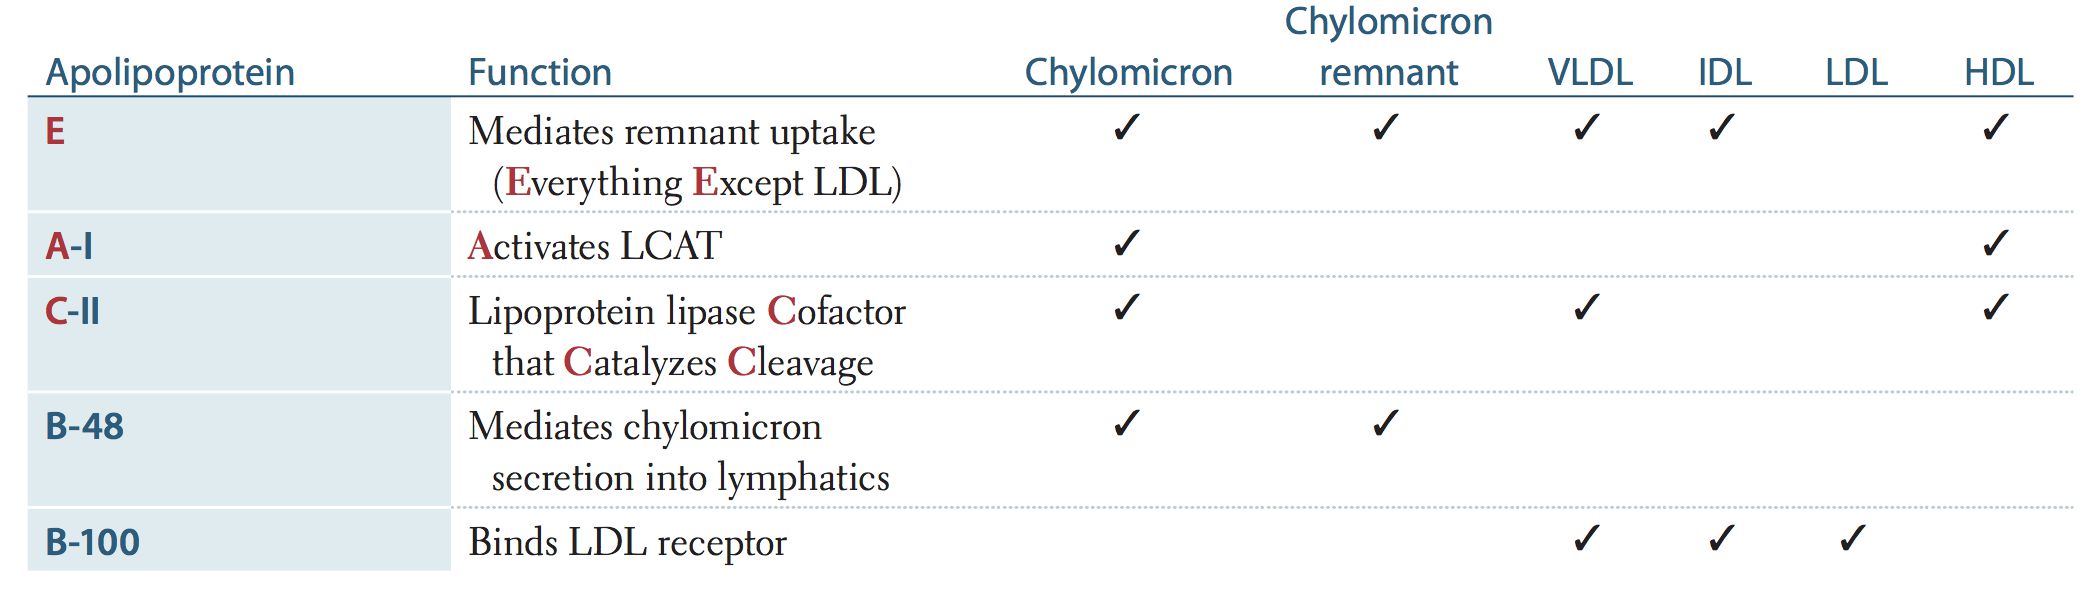 Apolipoprotein Function Chylomicron Chylomicron remnant VLDL IDL LDL HDL
E Mediates remnant uptake ✓ ✓ ✓ ✓ ✓
(Everything Except LDL)
A-I Activates LCAT ✓ ✓
C-II Lipoprotein lipase Cofactor ✓ ✓ ✓
that Catalyzes Cleavage
B-48 Mediates chylomicron ✓ ✓
secretion into lymphatics
B-100 Binds LDL receptor ✓ ✓ ✓